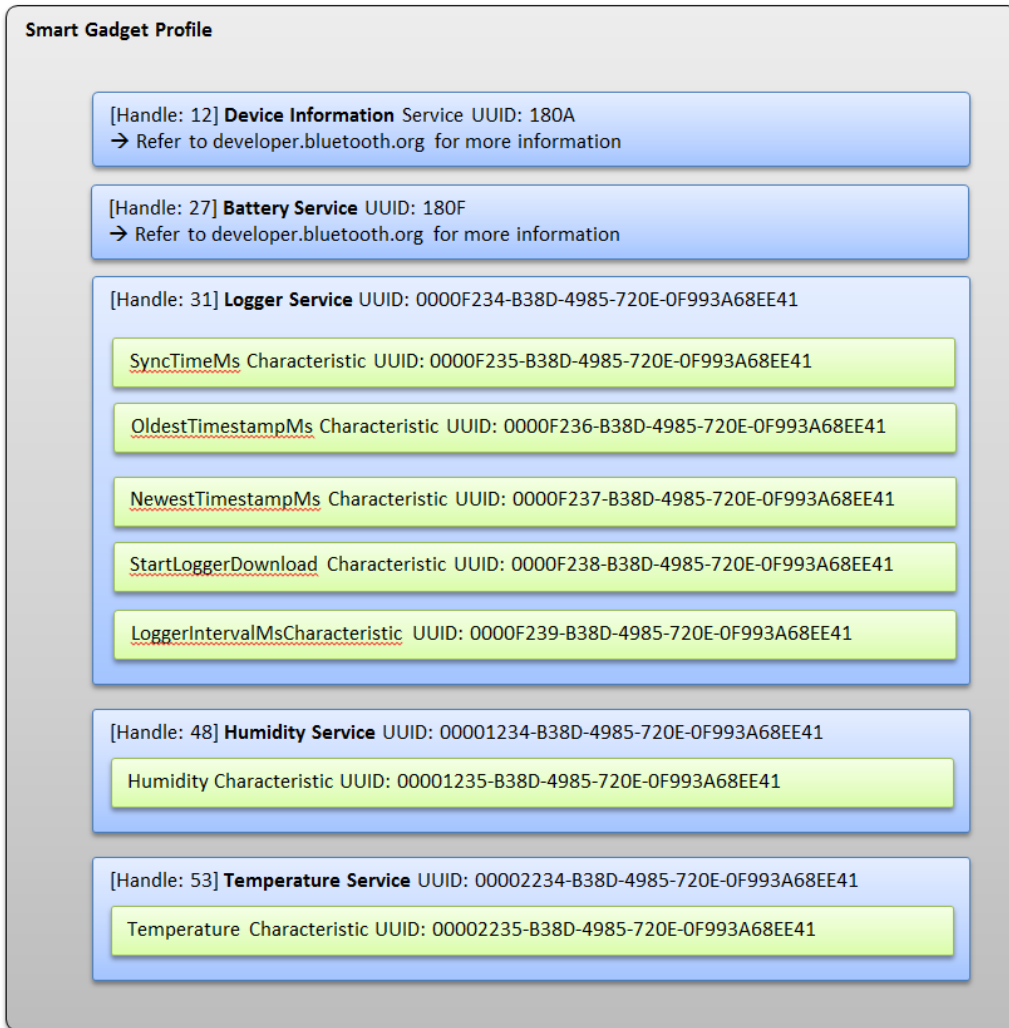 Smart Gadget Profile
[Handle: 12] Device Information Service UUID: 180A
→ Refer to developer.bluetooth.org for more information
[Handle: 27] Battery Service UUID: 180F
→ Refer to developer.bluetooth.org for more information
[Handle: 31] Logger Service UUID: 0000F234-B38D-4985-720E-0F993A68EE41
SyncTimeMs Characteristic UUID: 0000F235-B38D-4985-720E-0F993A68EE41
OldestTimestampMs Characteristic UUID: 0000F236-B38D-4985-720E-0F993A68EE41
NewestTimestampMs Characteristic UUID: 0000F237-B38D-4985-720E-0F993A68EE41
StartLoggerDownload Characteristic UUID: 0000F238-B38D-4985-720E-0F993A68EE41
LoggerIntervalMsCharacteristic UUID: 0000F239-B38D-4985-720E-0F993A68EE41
[Handle: 48] Humidity Service UUID: 00001234-B38D-4985-720E-0F993A68EE41
Humidity Characteristic UUID: 00001235-B38D-4985-720E-0F993A68EE41
[Handle: 53] Temperature Service UUID: 00002234-B38D-4985-720E-0F993A68EE41
Temperature Characteristic UUID: 00002235-B38D-4985-720E-0F993A68EE41